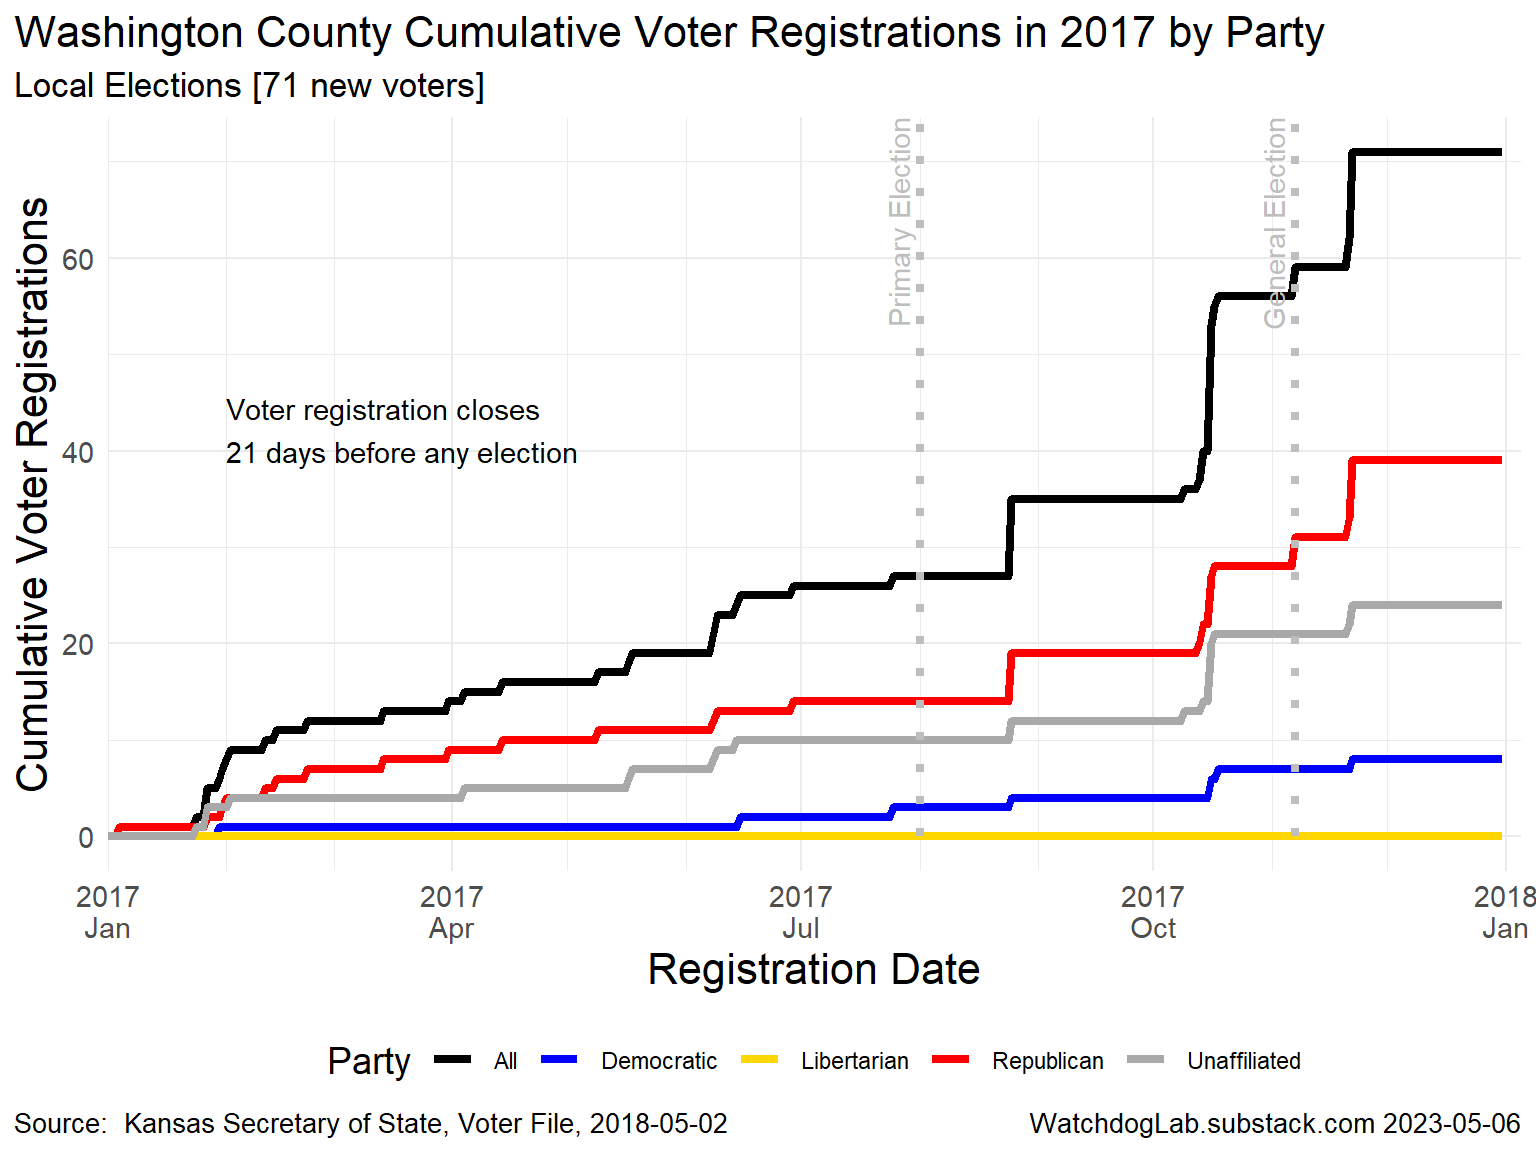 Washington County Cumulative Voter Registrations in 2017 by Party
Local Elections [71 new voters]
Cumulative Voter Registrations
60
40
20
0
Primary Election
General Election
Voter registration closes
21 days before any election
2017
Jan
2017
Apr
2017
Jul
2017
Oct
2018
Jan
Registration Date
Party All Democratic Libertarian Republican Unaffiliated
Source:  Kansas Secretary of State, Voter File, 2018-05-02
WatchdogLab.substack.com 2023-05-06